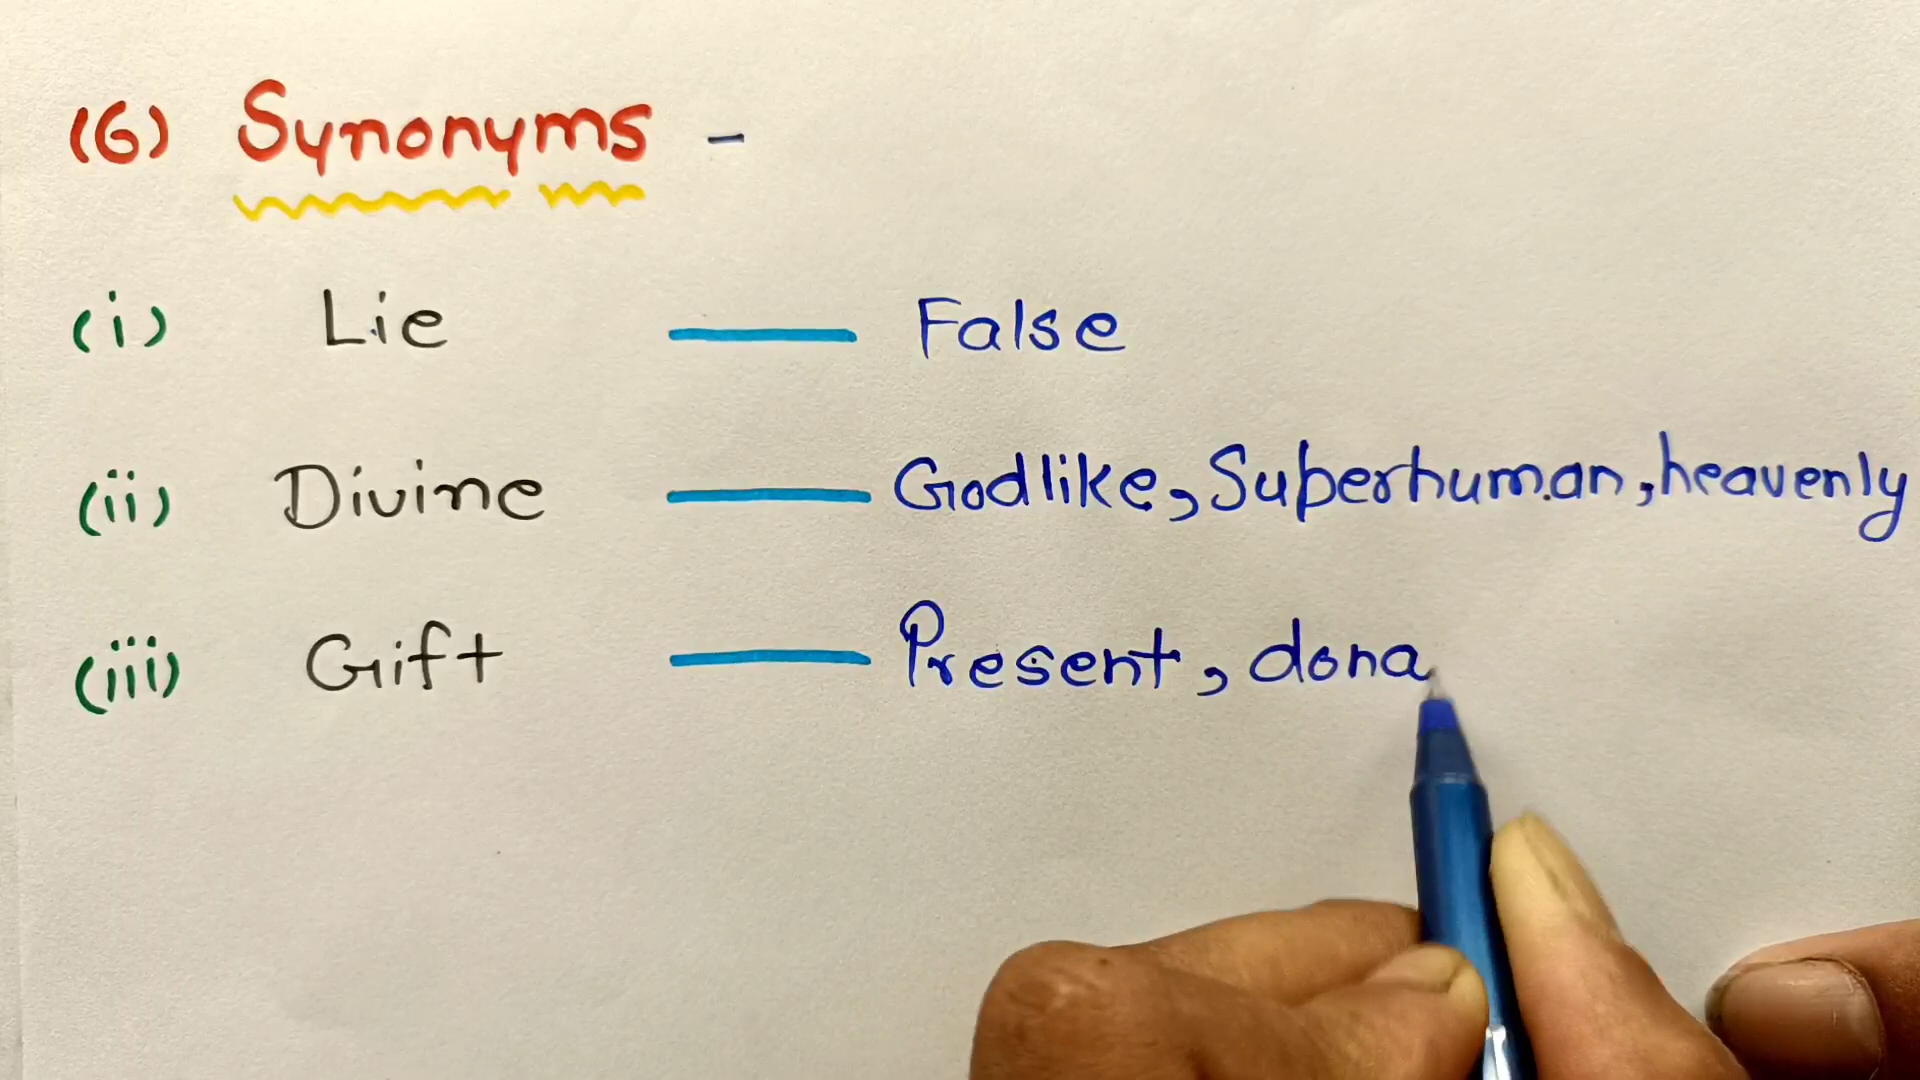 (6) Synonyms -
(i) Lie — False
(ii) Divine — Godlike, Superhuman, heavenly
(iii) Gift — Present, dona